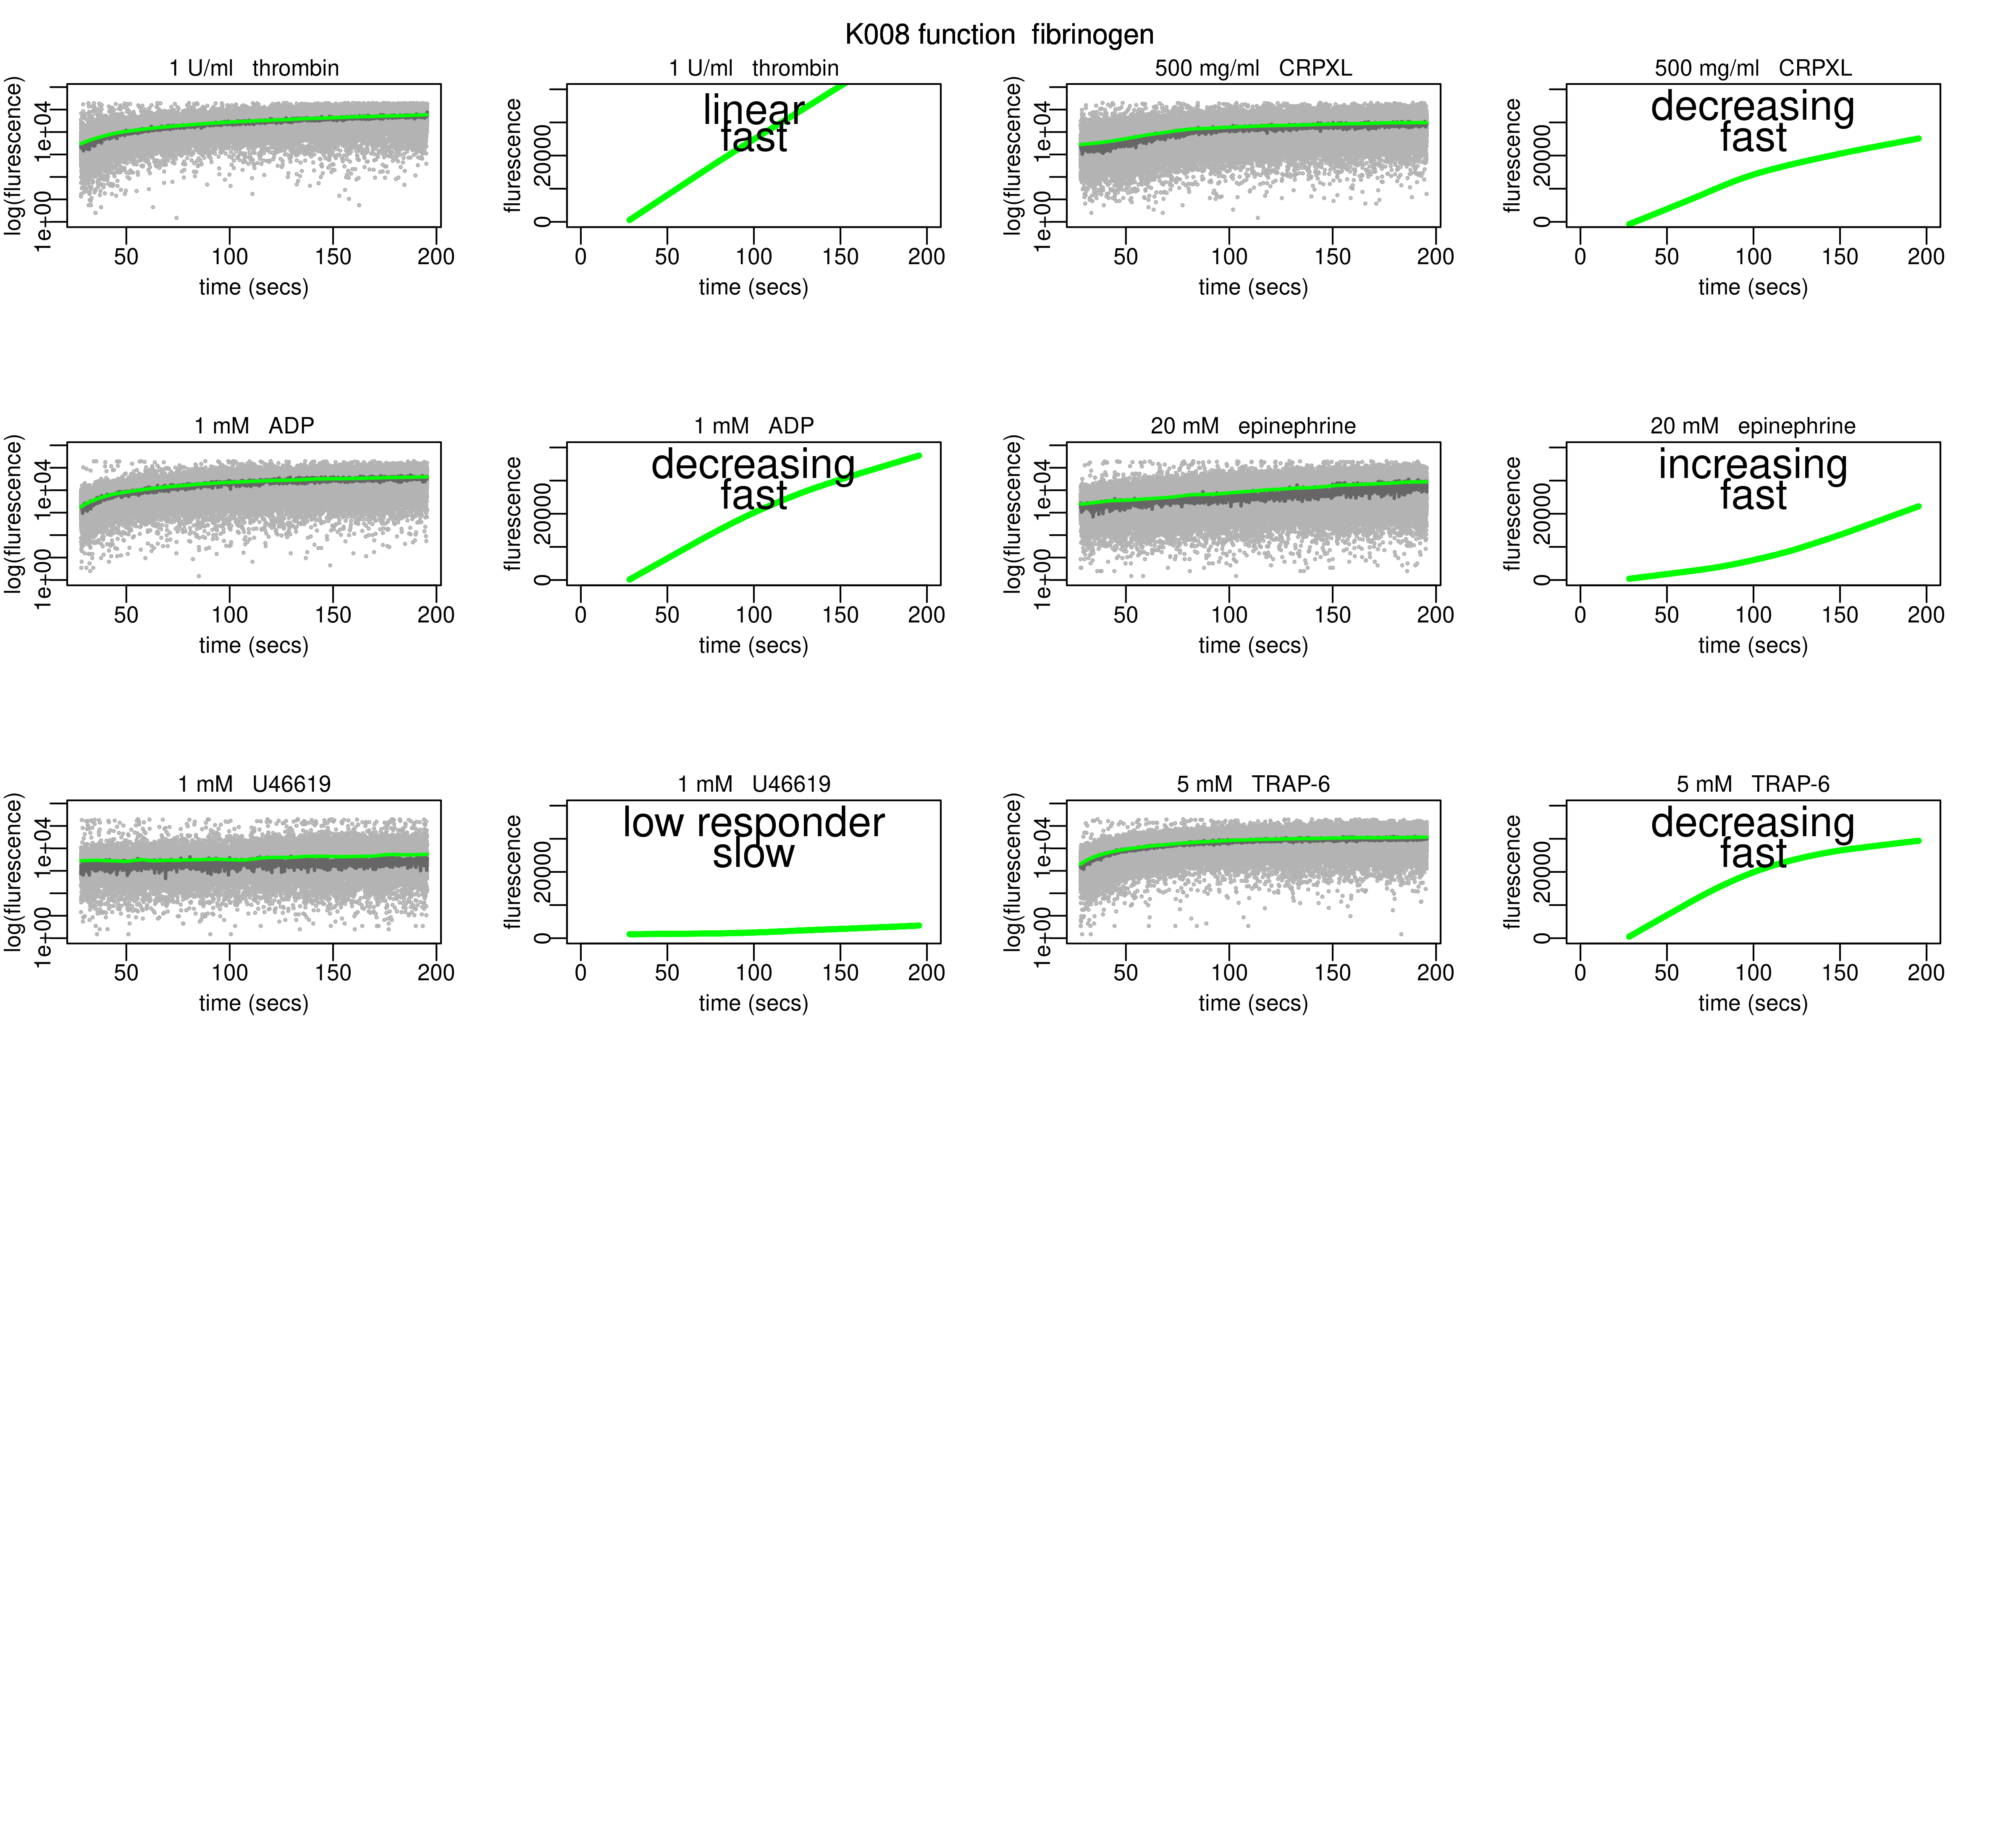 K008 function  fibrinogen
1 U/ml   thrombin
log(flurescence)
1e+00
1e+04
50 100 150 200
time (secs)
1 U/ml   thrombin
linear
fast
flurescence
0
20000
0 50 100 150 200
time (secs)
500 mg/ml   CRPXL
log(flurescence)
1e+00
1e+04
50 100 150 200
time (secs)
500 mg/ml   CRPXL
decreasing
fast
flurescence
0
20000
0 50 100 150 200
time (secs)
1 mM   ADP
log(flurescence)
1e+00
1e+04
50 100 150 200
time (secs)
1 mM   ADP
decreasing
fast
flurescence
0
20000
0 50 100 150 200
time (secs)
20 mM   epinephrine
log(flurescence)
1e+00
1e+04
50 100 150 200
time (secs)
20 mM   epinephrine
increasing
fast
flurescence
0
20000
0 50 100 150 200
time (secs)
1 mM   U46619
log(flurescence)
1e+00
1e+04
50 100 150 200
time (secs)
1 mM   U46619
low responder
slow
flurescence
0
20000
0 50 100 150 200
time (secs)
5 mM   TRAP-6
log(flurescence)
1e+00
1e+04
50 100 150 200
time (secs)
5 mM   TRAP-6
decreasing
fast
flurescence
0
20000
0 50 100 150 200
time (secs)